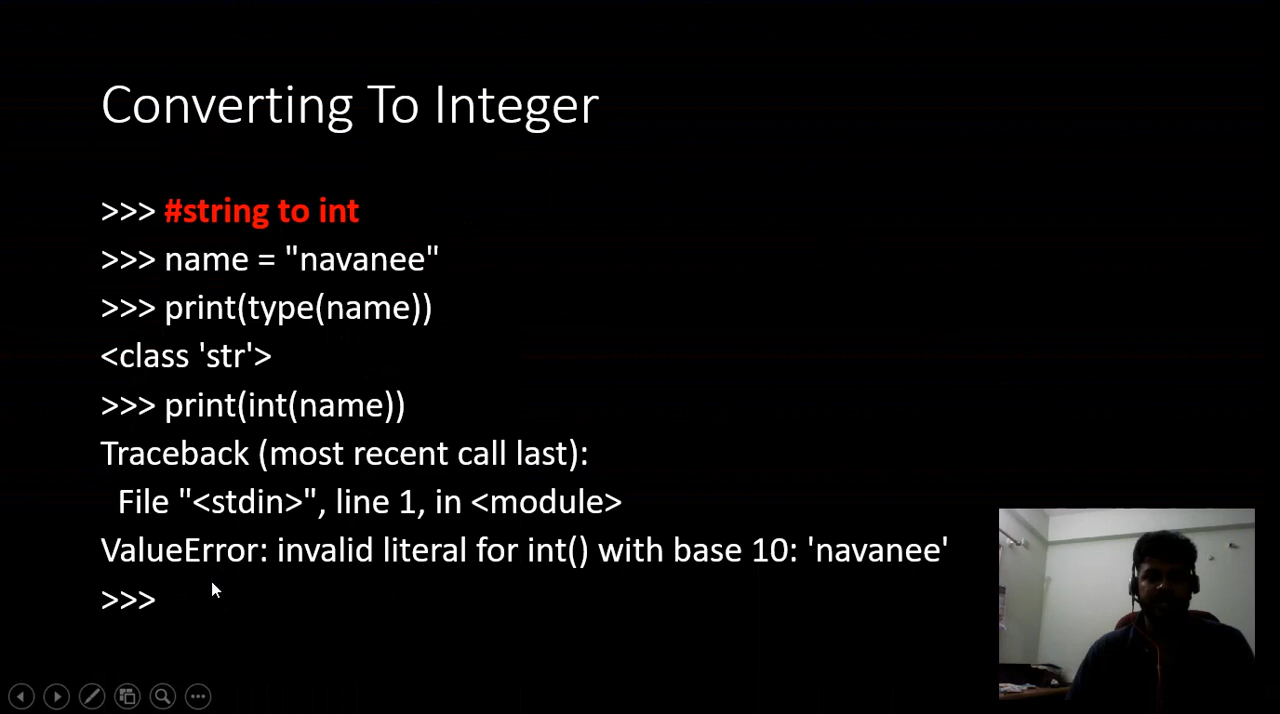 Converting To Integer
>>> #string to int
>>> name = "navanee"
>>> print(type(name))
<class 'str'>
>>> print(int(name))
Traceback (most recent call last):
  File "<stdin>", line 1, in <module>
ValueError: invalid literal for int() with base 10: 'navanee'
>>>